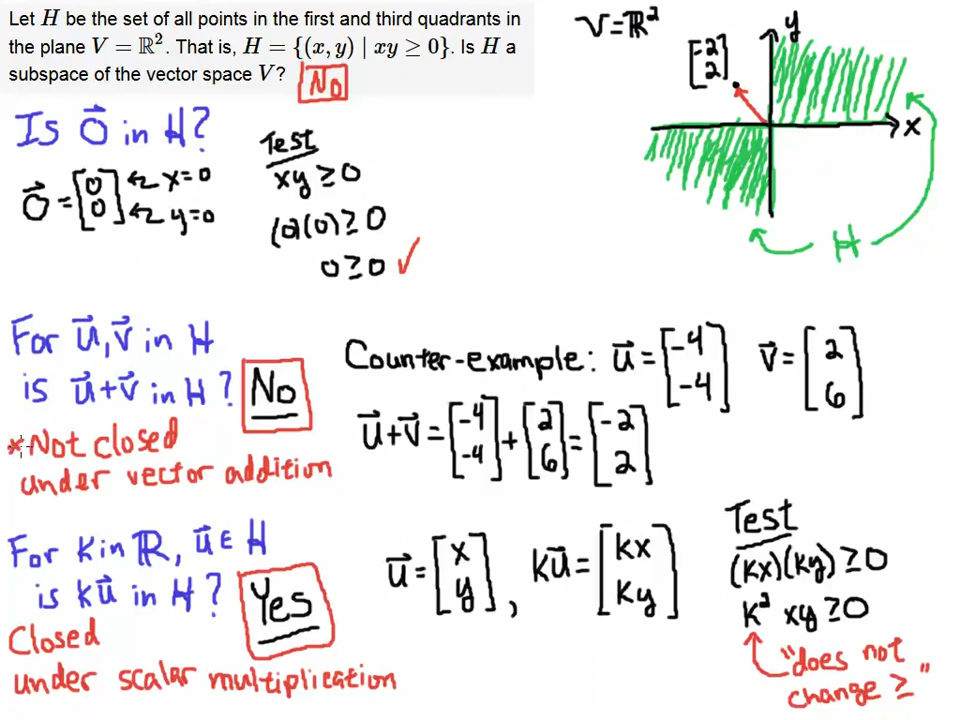 Let H be the set of all points in the first and third quadrants in
the plane V = ℝ². That is, H = {(x, y) | xy ≥ 0}. Is H a
subspace of the vector space V?
No
V=ℝ²
y
[-2
2]
x
H
Is 0⃗ in H?
0⃗ = [0
0]
← x=0
← y=0
Test
xy ≥ 0
(0)(0) ≥ 0
0 ≥ 0 ✓
For u⃗, v⃗ in H
is u⃗+v⃗ in H?
No
*Not closed
under vector addition
Counter-example: u⃗ = [-4
-4]
v⃗ = [2
6]
u⃗+v⃗ = [-4
-4] + [2
6] = [-2
2]
For k in ℝ, u⃗ ∈ H
is ku⃗ in H?
Yes
Closed
under scalar multiplication
u⃗ = [x
y],
ku⃗ = [kx
ky]
Test
(kx)(ky) ≥ 0
k² xy ≥ 0
"does not
change ≥"